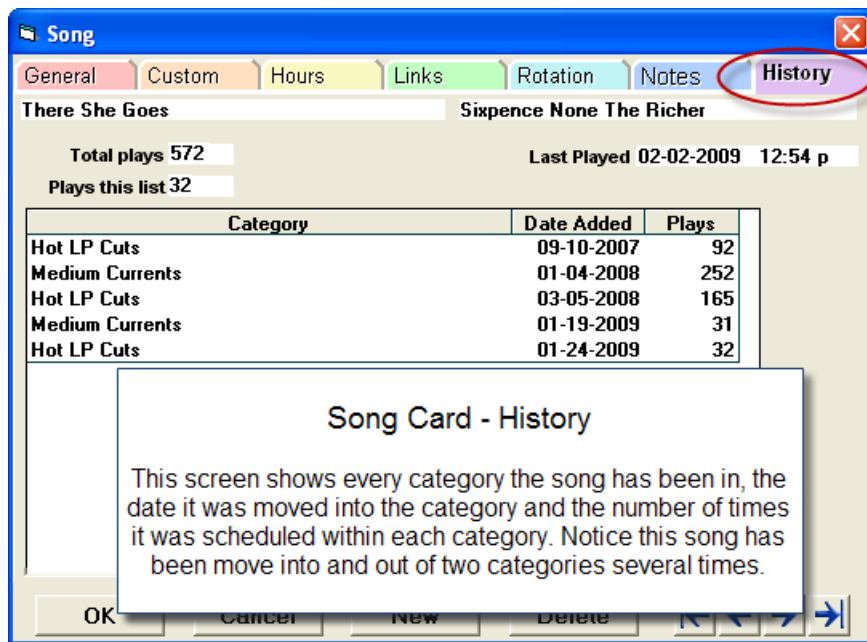 Song
General Custom Hours Links Rotation Notes History
There She Goes Sixpence None The Richer
Total plays 572 Last Played 02-02-2009 12:54 p
Plays this list 32
Category Date Added Plays
Hot LP Cuts 09-10-2007 92
Medium Currents 01-04-2008 252
Hot LP Cuts 03-05-2008 165
Medium Currents 01-19-2009 31
Hot LP Cuts 01-24-2009 32
Song Card - History
This screen shows every category the song has been in, the
date it was moved into the category and the number of times
it was scheduled within each category. Notice this song has
been move into and out of two categories several times.
OK Cancel New Delete